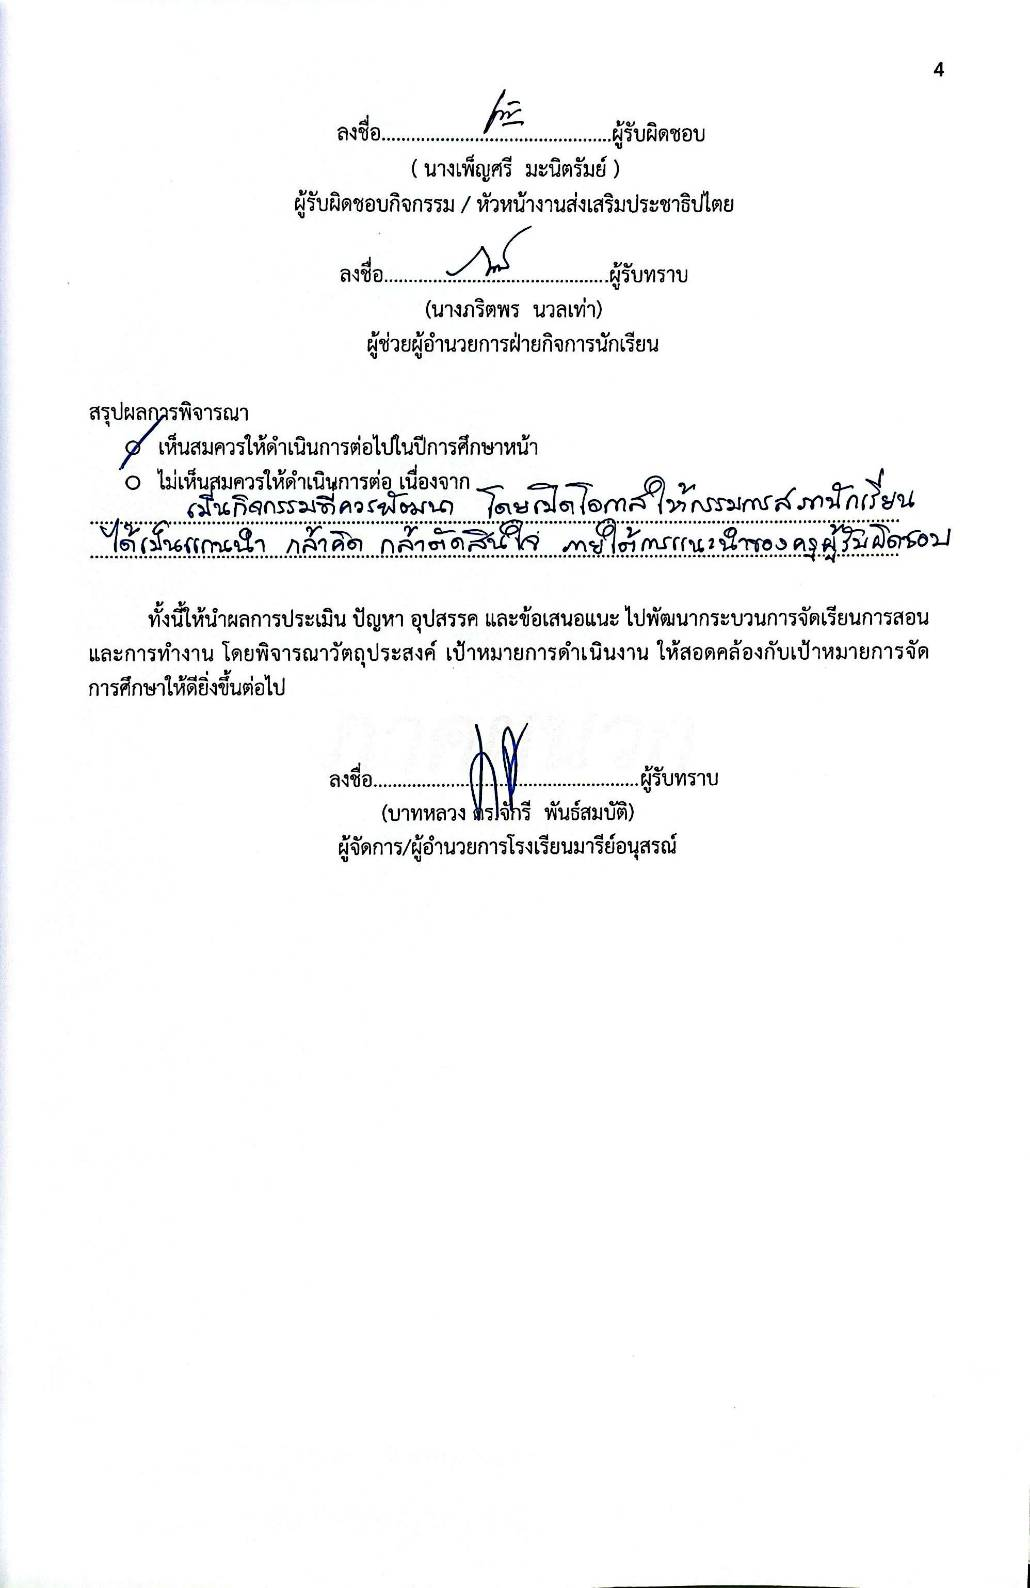 4
ลงชื่อ..............................................ผู้รับผิดชอบ
( นางเพ็ญศรี มะนิตรัมย์ )
ผู้รับผิดชอบกิจกรรม / หัวหน้างานส่งเสริมประชาธิปไตย
ลงชื่อ.............................................ผู้รับทราบ
(นางภริตพร นวลเท่า)
ผู้ช่วยผู้อำนวยการฝ่ายกิจการนักเรียน
สรุปผลการพิจารณา
เห็นสมควรให้ดำเนินการต่อไปในปีการศึกษาหน้า
ไม่เห็นสมควรให้ดำเนินการต่อ เนื่องจาก
เป็นกิจกรรมที่ควรพัฒนา โดยเปิดโอกาสให้กรรมการสภานักเรียน
ได้เป็นแกนนำ กล้าคิด กล้าตัดสินใจ ภายใต้การแนะนำของครูผู้รับผิดชอบ
ทั้งนี้ให้นำผลการประเมิน ปัญหา อุปสรรค และข้อเสนอแนะ ไปพัฒนากระบวนการจัดเรียนการสอน
และการทำงาน โดยพิจารณาวัตถุประสงค์ เป้าหมายการดำเนินงาน ให้สอดคล้องกับเป้าหมายการจัด
การศึกษาให้ดียิ่งขึ้นต่อไป
ลงชื่อ.....................................................ผู้รับทราบ
(บาทหลวง ดร.จักรี พันธ์สมบัติ)
ผู้จัดการ/ผู้อำนวยการโรงเรียนมารีย์อนุสรณ์